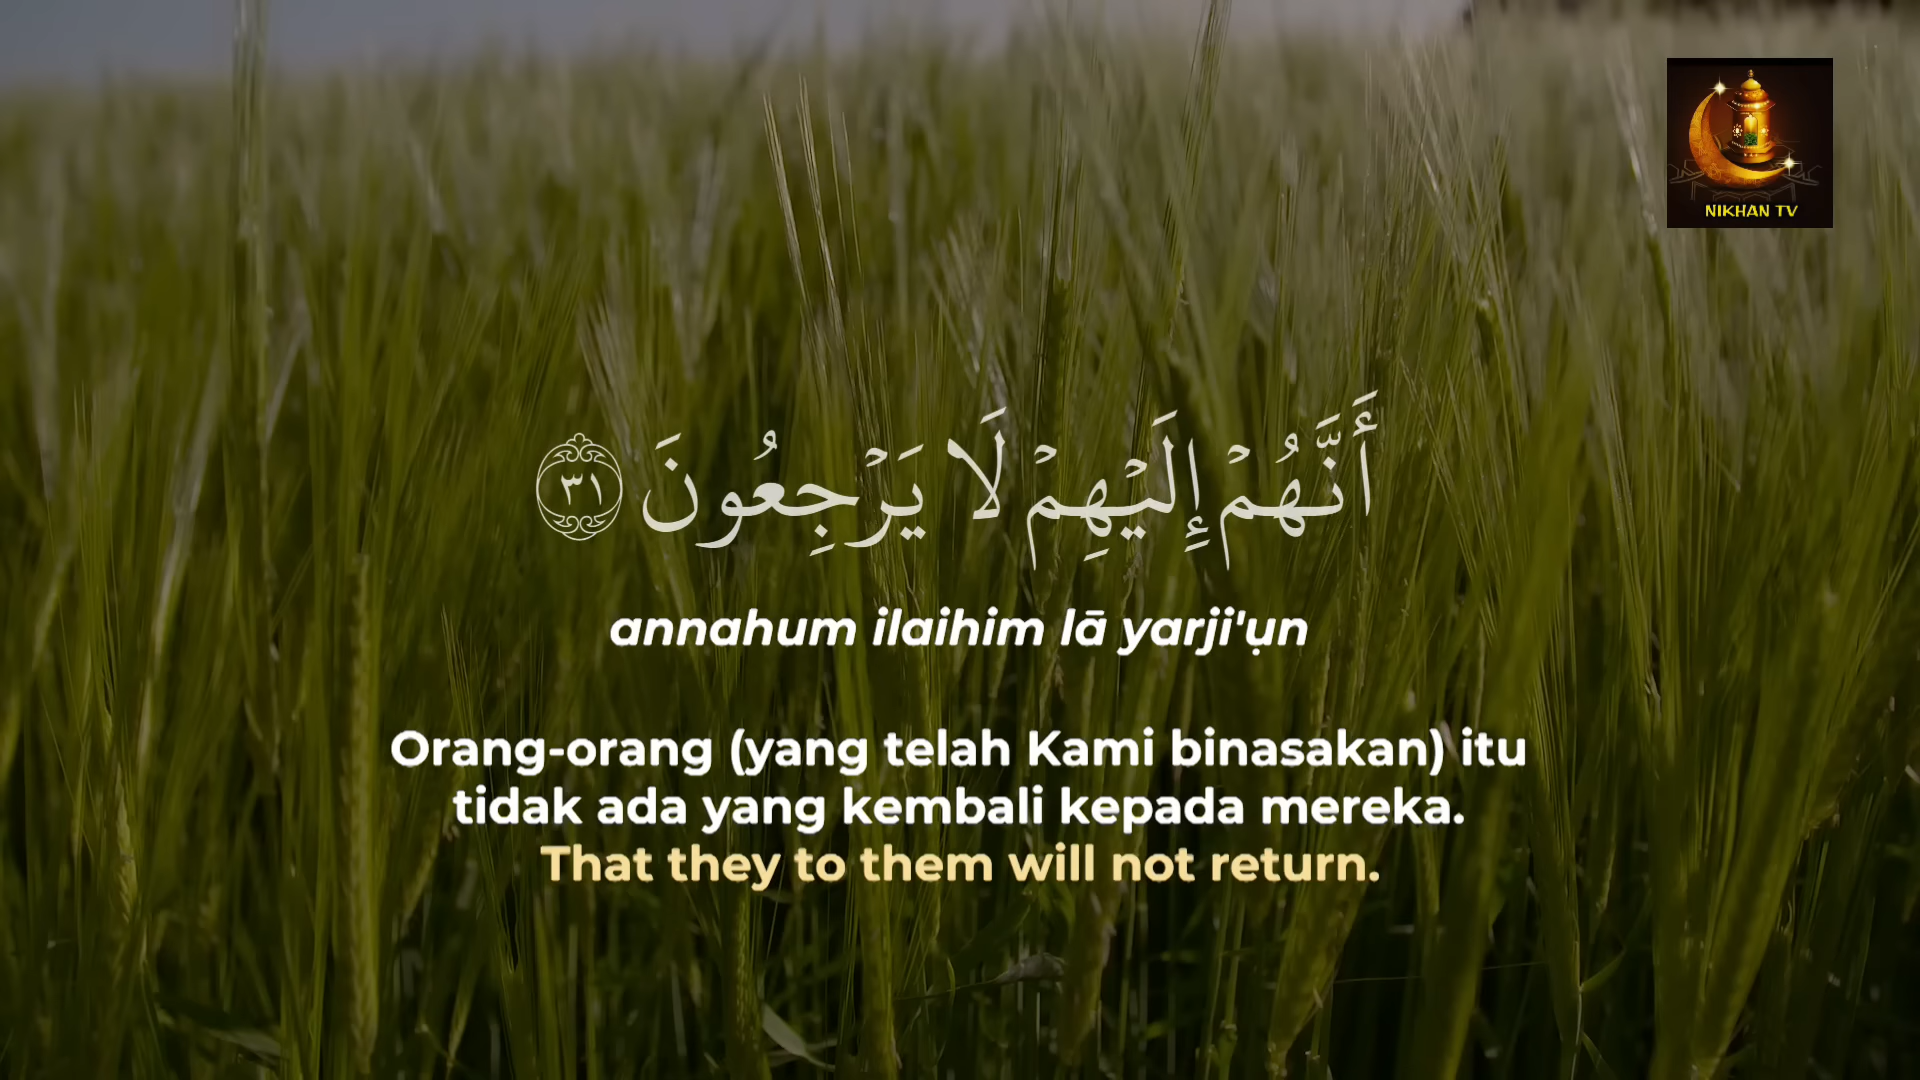 NIKHAN TV
أَنَّهُمۡ إِلَيۡهِمۡ لَا يَرۡجِعُونَ ٣١
annahum ilaihim lā yarji'ụn
Orang-orang (yang telah Kami binasakan) itu
tidak ada yang kembali kepada mereka.
That they to them will not return.